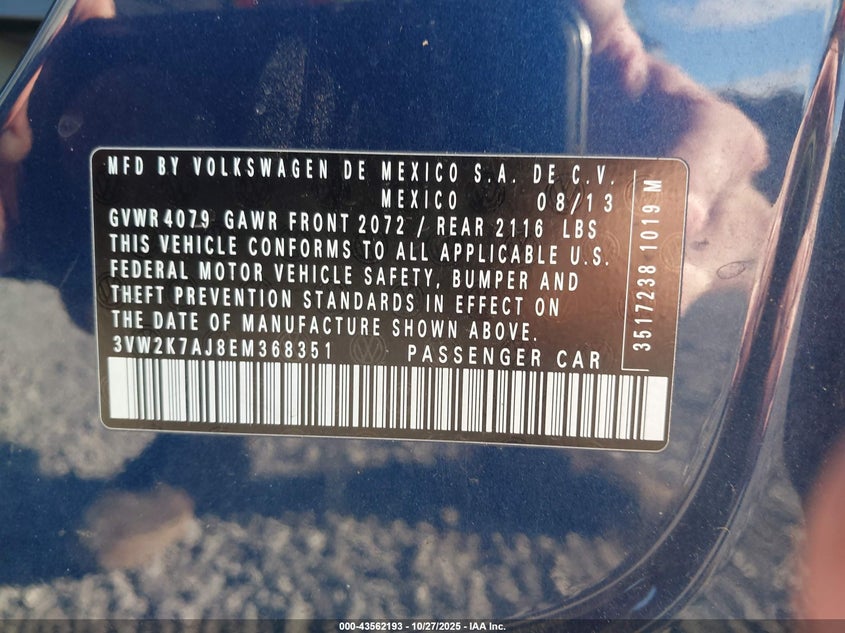 MFD BY VOLKSWAGEN DE MEXICO S.A. DE C.V.
MEXICO 08/13
GVWR 4079 GAWR FRONT 2072 / REAR 2116 LBS
THIS VEHICLE CONFORMS TO ALL APPLICABLE U.S.
FEDERAL MOTOR VEHICLE SAFETY, BUMPER AND
THEFT PREVENTION STANDARDS IN EFFECT ON
THE DATE OF MANUFACTURE SHOWN ABOVE.
3VW2K7AJ8EM368351 PASSENGER CAR
3517238 1019 M
000-43562193 - 10/27/2025 - IAA Inc.